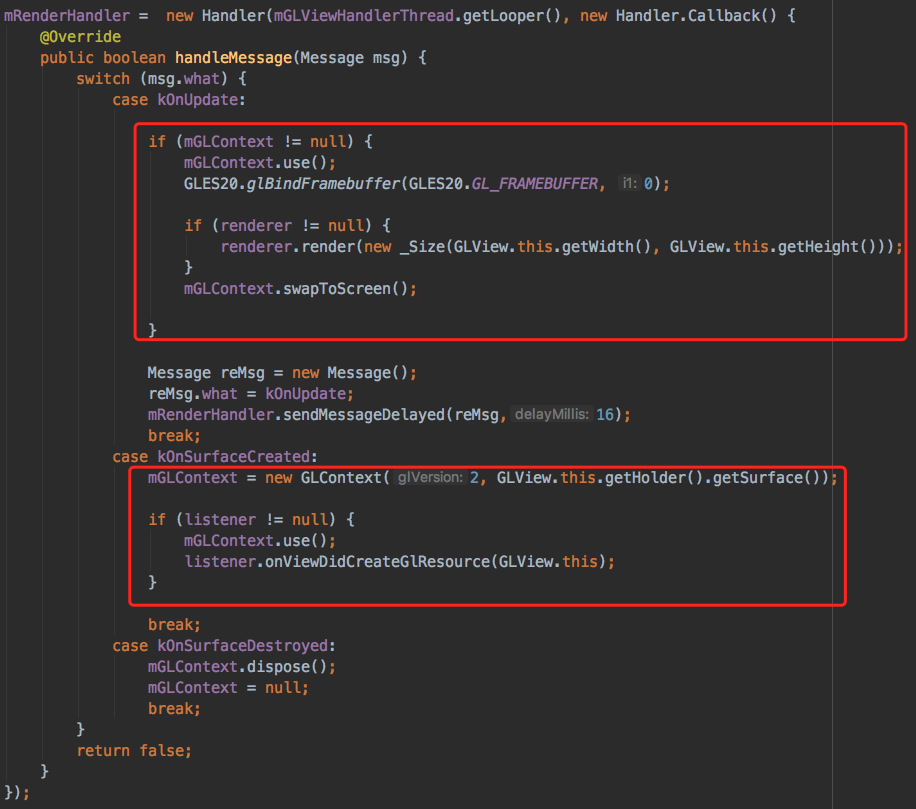 mRenderHandler =  new Handler(mGLViewHandlerThread.getLooper(), new Handler.Callback() {
    @Override
    public boolean handleMessage(Message msg) {
        switch (msg.what) {
            case kOnUpdate:

                if (mGLContext != null) {
                    mGLContext.use();
                    GLES20.glBindFramebuffer(GLES20.GL_FRAMEBUFFER, i1: 0);

                    if (renderer != null) {
                        renderer.render(new _Size(GLView.this.getWidth(), GLView.this.getHeight()));
                    }
                    mGLContext.swapToScreen();

                }

                Message reMsg = new Message();
                reMsg.what = kOnUpdate;
                mRenderHandler.sendMessageDelayed(reMsg, delayMillis: 16);
                break;
            case kOnSurfaceCreated:
                mGLContext = new GLContext( glVersion: 2, GLView.this.getHolder().getSurface());

                if (listener != null) {
                    mGLContext.use();
                    listener.onViewDidCreateGlResource(GLView.this);
                }

                break;
            case kOnSurfaceDestroyed:
                mGLContext.dispose();
                mGLContext = null;
                break;
        }
        return false;
    }
});